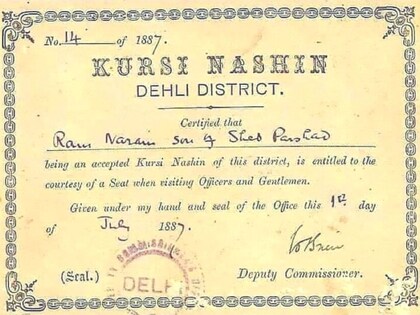 No. 14 of 1887.
KURSI NASHIN
DEHLI DISTRICT.
Certified that
Ram Narain son of Sheo Parshad
being an accepted Kursi Nashin of this district, is entitled to the
courtesy of a Seat when visiting Officers and Gentlemen.
Given under my hand and seal of the Office this 1st day
of July 1887.
(Seal.)
DELHI
Deputy Commissioner.